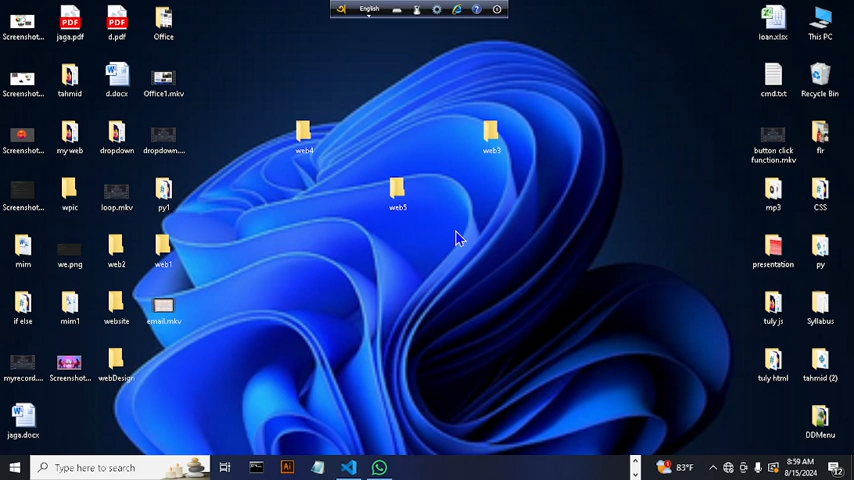 অ English
Screenshot... jaga.pdf d.pdf Office
loan.xlsx This PC
Screenshot... tahmid d.docx Office1.mkv
cmd.txt Recycle Bin
Screenshot... my web dropdown dropdown....
web4 web3
button click function.mkv flr
Screenshot... wpic loop.mkv py1
web5
mp3 CSS
mim we.png web2 web1
presentation py
if else mim1 website email.mkv
tuly js Syllabus
myrecord.... Screenshot... webDesign
tuly html tahmid (2)
jaga.docx
DDMenu
Type here to search
83°F
8:59 AM
8/15/2024
12